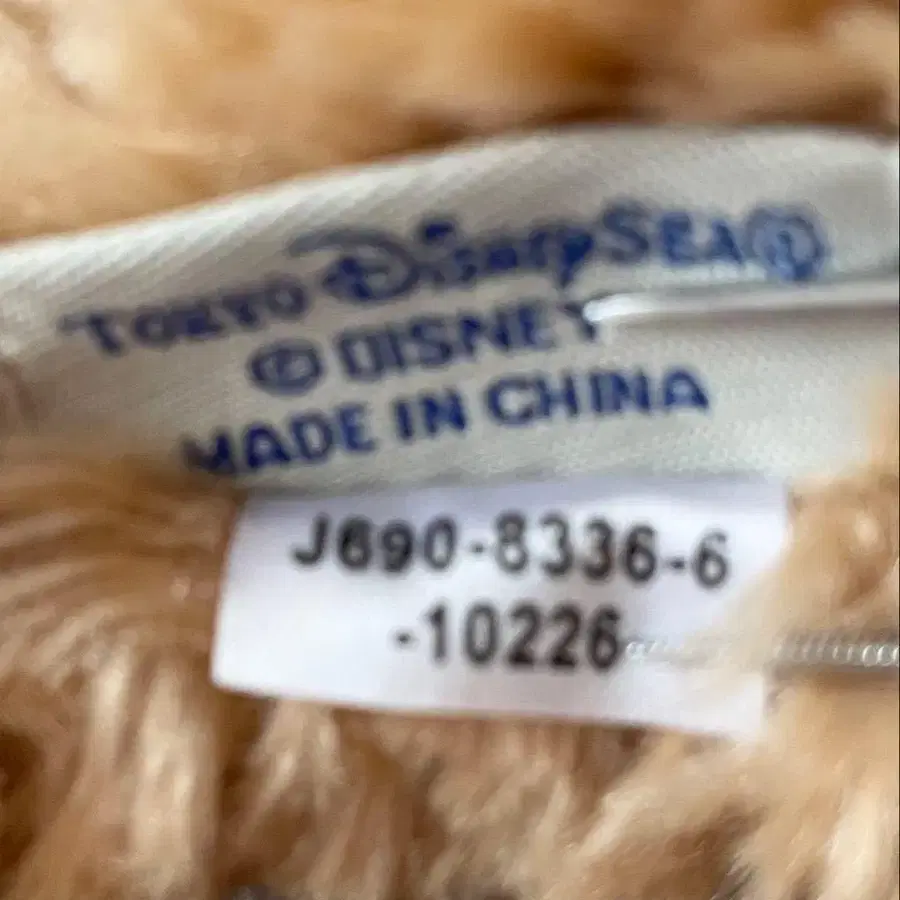 TOKYO DisneySEA®
© DISNEY
MADE IN CHINA
J690-8336-6
-10226